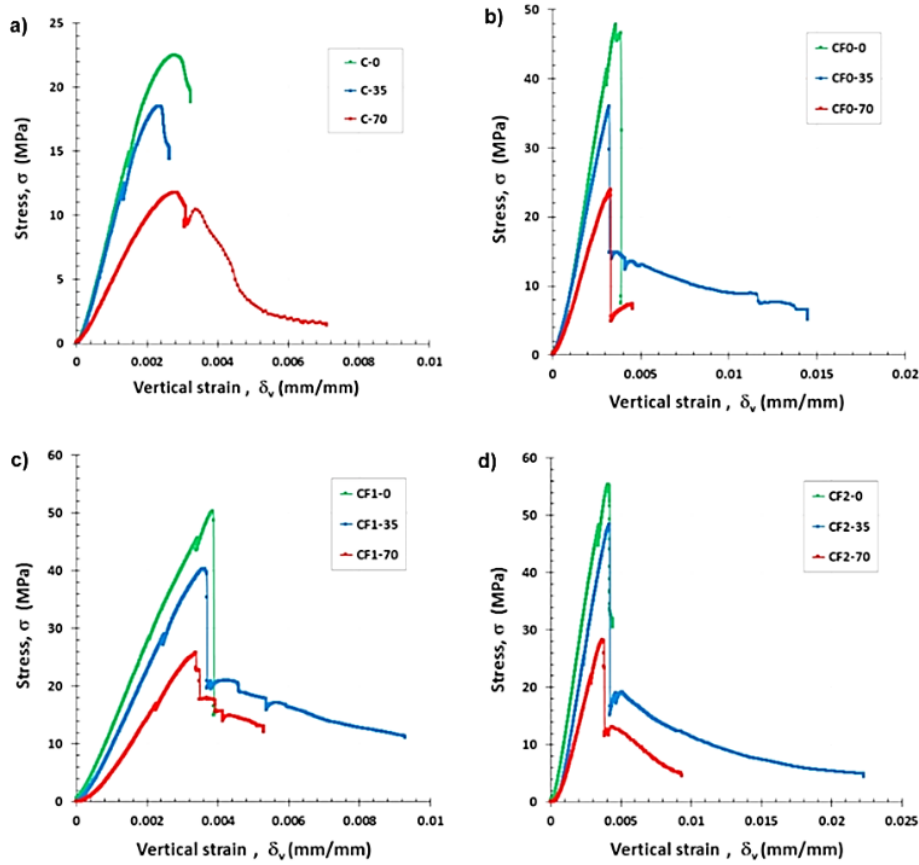 a)
25
20
15
10
5
0
0
0.002
0.004
0.006
0.008
0.01
Stress, σ (MPa)
Vertical strain , δv (mm/mm)
C-0
C-35
C-70
b)
50
40
30
20
10
0
0
0.005
0.01
0.015
0.02
Stress, σ (MPa)
Vertical strain , δv (mm/mm)
CF0-0
CF0-35
CF0-70
c)
60
50
40
30
20
10
0
0
0.002
0.004
0.006
0.008
0.01
Stress, σ (MPa)
Vertical strain , δv (mm/mm)
CF1-0
CF1-35
CF1-70
d)
60
50
40
30
20
10
0
0
0.005
0.01
0.015
0.02
0.025
Stress, σ (MPa)
Vertical strain , δv (mm/mm)
CF2-0
CF2-35
CF2-70